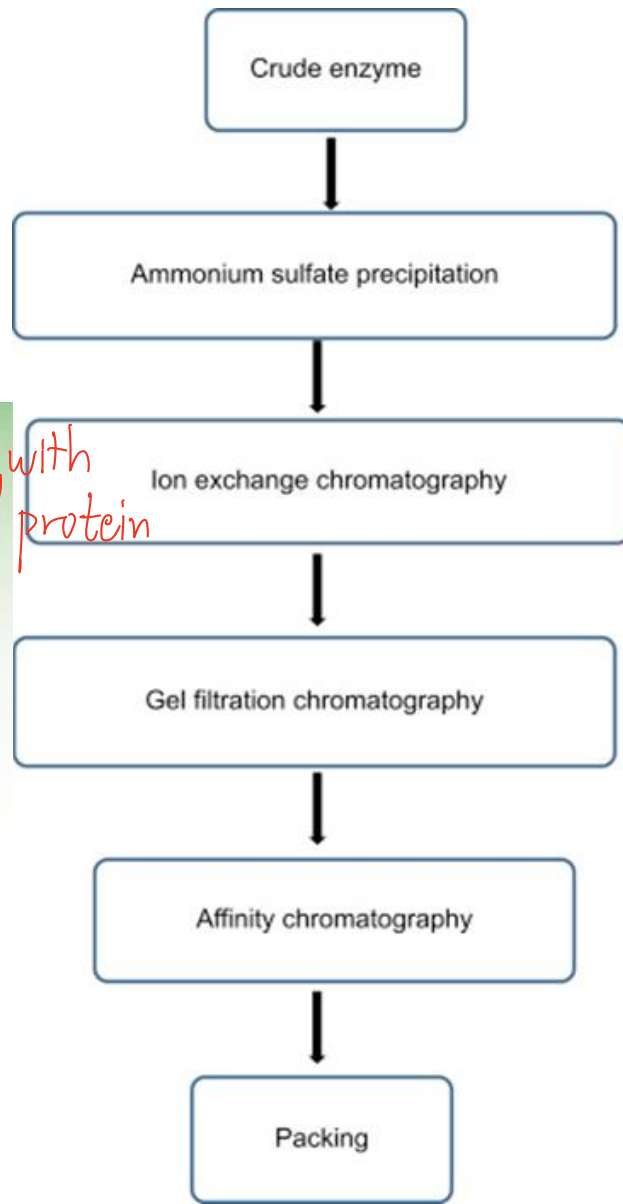 Crude enzyme
Ammonium sulfate precipitation
with
protein
Ion exchange chromatography
Gel filtration chromatography
Affinity chromatography
Packing